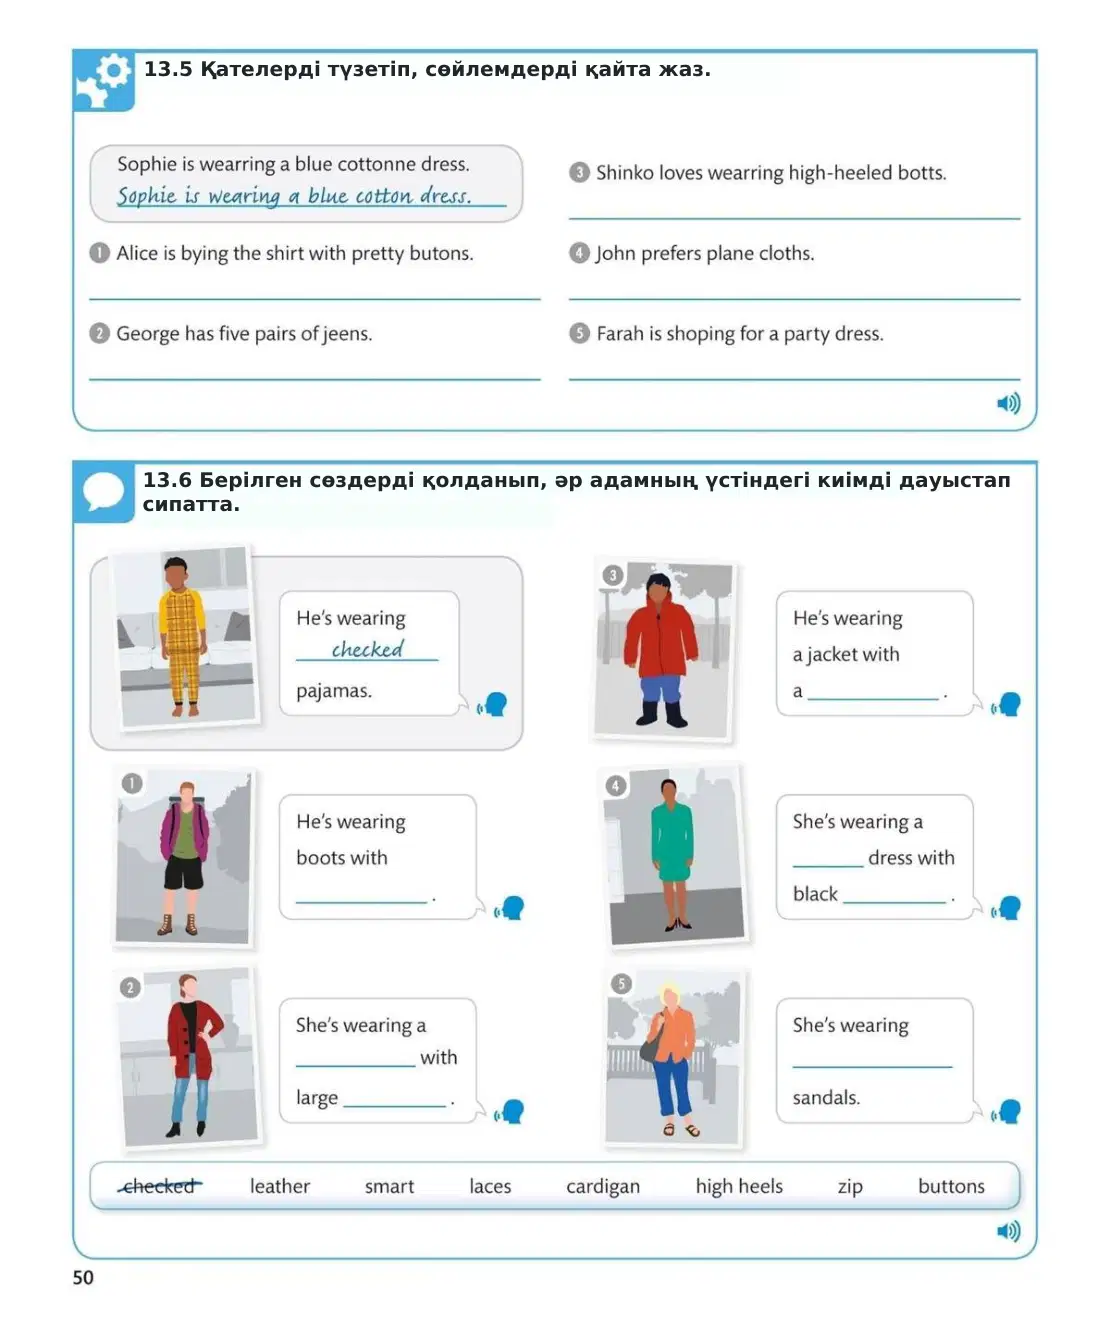 13.5 Қателерді түзетіп, сөйлемдерді қайта жаз.
Sophie is wearring a blue cottonne dress.
Sophie is wearing a blue cotton dress.
1 Alice is bying the shirt with pretty butons.
2 George has five pairs of jeens.
3 Shinko loves wearring high-heeled botts.
4 John prefers plane cloths.
5 Farah is shoping for a party dress.
13.6 Берілген сөздерді қолданып, әр адамның үстіндегі киімді дауыстап
сипатта.
He's wearing
checked
pajamas.
1
He's wearing
boots with
.
2
She's wearing a
with
large .
3
He's wearing
a jacket with
a .
4
She's wearing a
dress with
black .
5
She's wearing
sandals.
checked leather smart laces cardigan high heels zip buttons
50